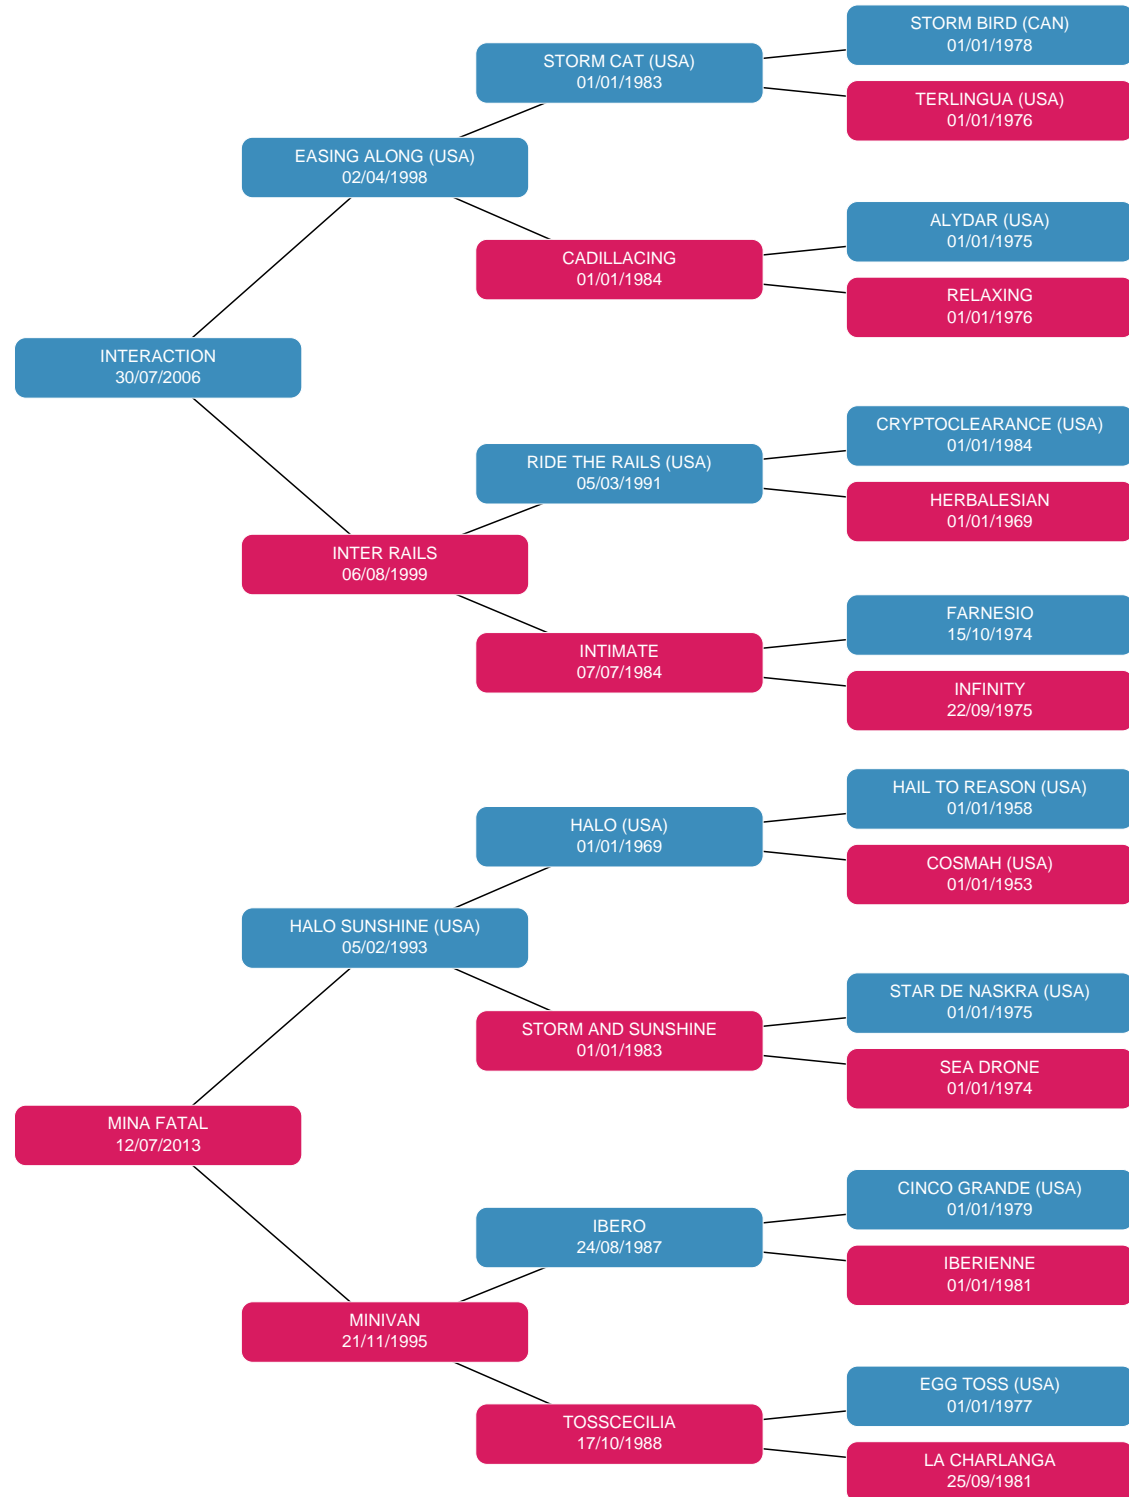 STORM BIRD (CAN)
01/01/1978
STORM CAT (USA)
01/01/1983
TERLINGUA (USA)
01/01/1976
EASING ALONG (USA)
02/04/1998
ALYDAR (USA)
01/01/1975
CADILLACING
01/01/1984
RELAXING
01/01/1976
INTERACTION
30/07/2006
CRYPTOCLEARANCE (USA)
01/01/1984
RIDE THE RAILS (USA)
05/03/1991
HERBALESIAN
01/01/1969
INTER RAILS
06/08/1999
FARNESIO
15/10/1974
INTIMATE
07/07/1984
INFINITY
22/09/1975
HAIL TO REASON (USA)
01/01/1958
HALO (USA)
01/01/1969
COSMAH (USA)
01/01/1953
HALO SUNSHINE (USA)
05/02/1993
STAR DE NASKRA (USA)
01/01/1975
STORM AND SUNSHINE
01/01/1983
SEA DRONE
01/01/1974
MINA FATAL
12/07/2013
CINCO GRANDE (USA)
01/01/1979
IBERO
24/08/1987
IBERIENNE
01/01/1981
MINIVAN
21/11/1995
EGG TOSS (USA)
01/01/1977
TOSSCECILIA
17/10/1988
LA CHARLANGA
25/09/1981